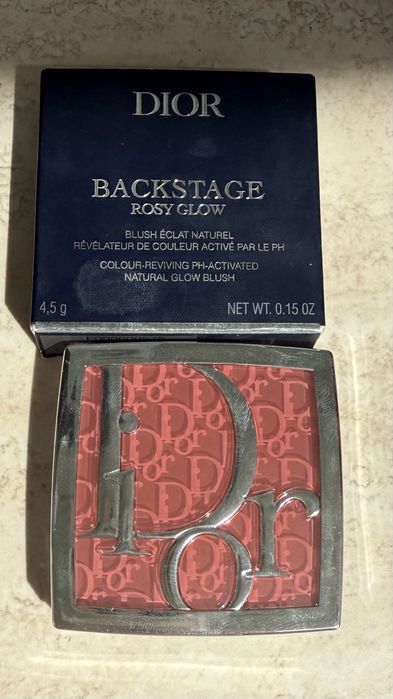 DIOR
BACKSTAGE
ROSY GLOW
BLUSH ÉCLAT NATUREL
RÉVÉLATEUR DE COULEUR ACTIVÉ PAR LE PH
COLOUR-REVIVING PH-ACTIVATED
NATURAL GLOW BLUSH
4,5 g NET WT. 0.15 OZ
Dior